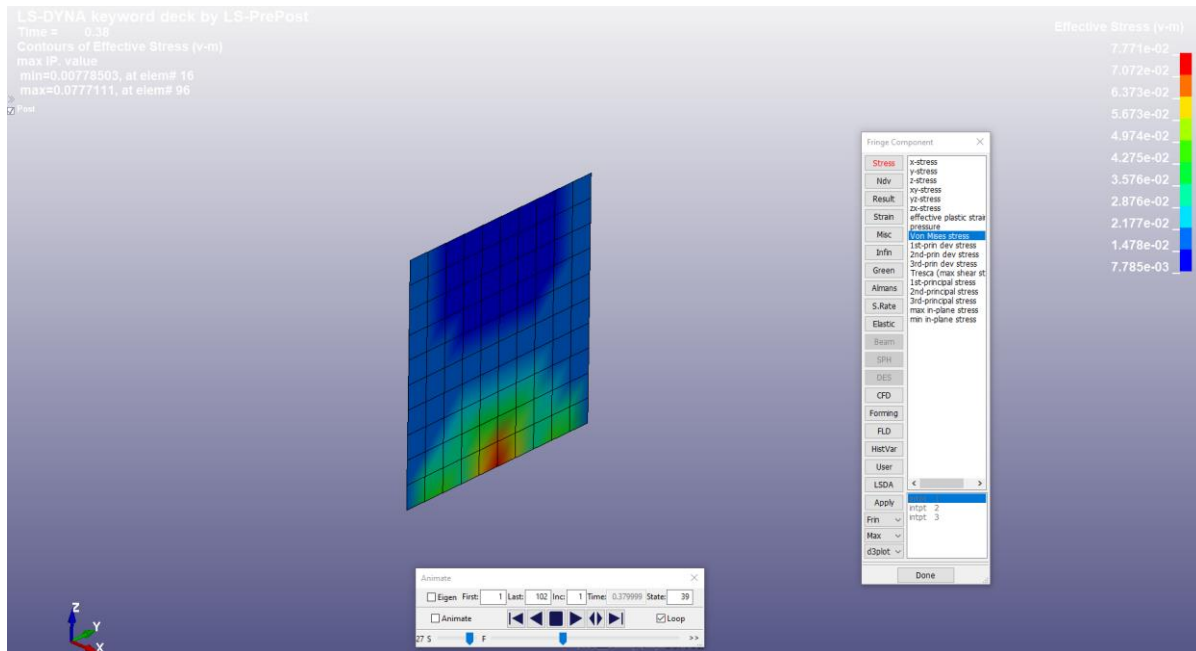 LS-DYNA keyword deck by LS-PrePost
Time = 0.38
Contours of Effective Stress (v-m)
max IP. value
min=0.00778503, at elem# 16
max=0.0777111, at elem# 96
Post
Effective Stress (v-m)
7.771e-02
7.072e-02
6.373e-02
5.673e-02
4.974e-02
4.275e-02
3.576e-02
2.876e-02
2.177e-02
1.478e-02
7.785e-03
Fringe Component
Stress
Ndv
Result
Strain
Misc
Infin
Green
Almans
S.Rate
Elastic
Beam
SPH
DES
CFD
Forming
FLD
HistVar
User
LSDA
Apply
Frin
Max
d3plot
x-stress
y-stress
z-stress
xy-stress
yz-stress
zx-stress
effective plastic strai
pressure
Von Mises stress
1st-prin dev stress
2nd-prin dev stress
3rd-prin dev stress
Tresca (max shear st
1st-principal stress
2nd-principal stress
3rd-principal stress
max in-plane stress
min in-plane stress
intpt 2
intpt 3
Done
Animate
Eigen First: 1 Last: 102 Inc: 1 Time: 0.379999 State: 39
Animate Loop
27 S F >>
Z
Y
X